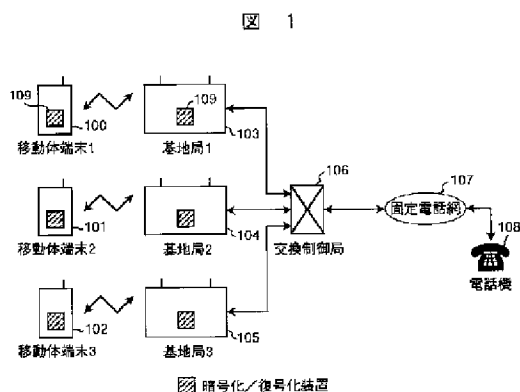 図 1
109
100
移動体端末1
109
103
基地局1
101
移動体端末2
104
基地局2
106
交換制御局
107
固定電話網
108
電話機
102
移動体端末3
105
基地局3
暗号化/復号化装置